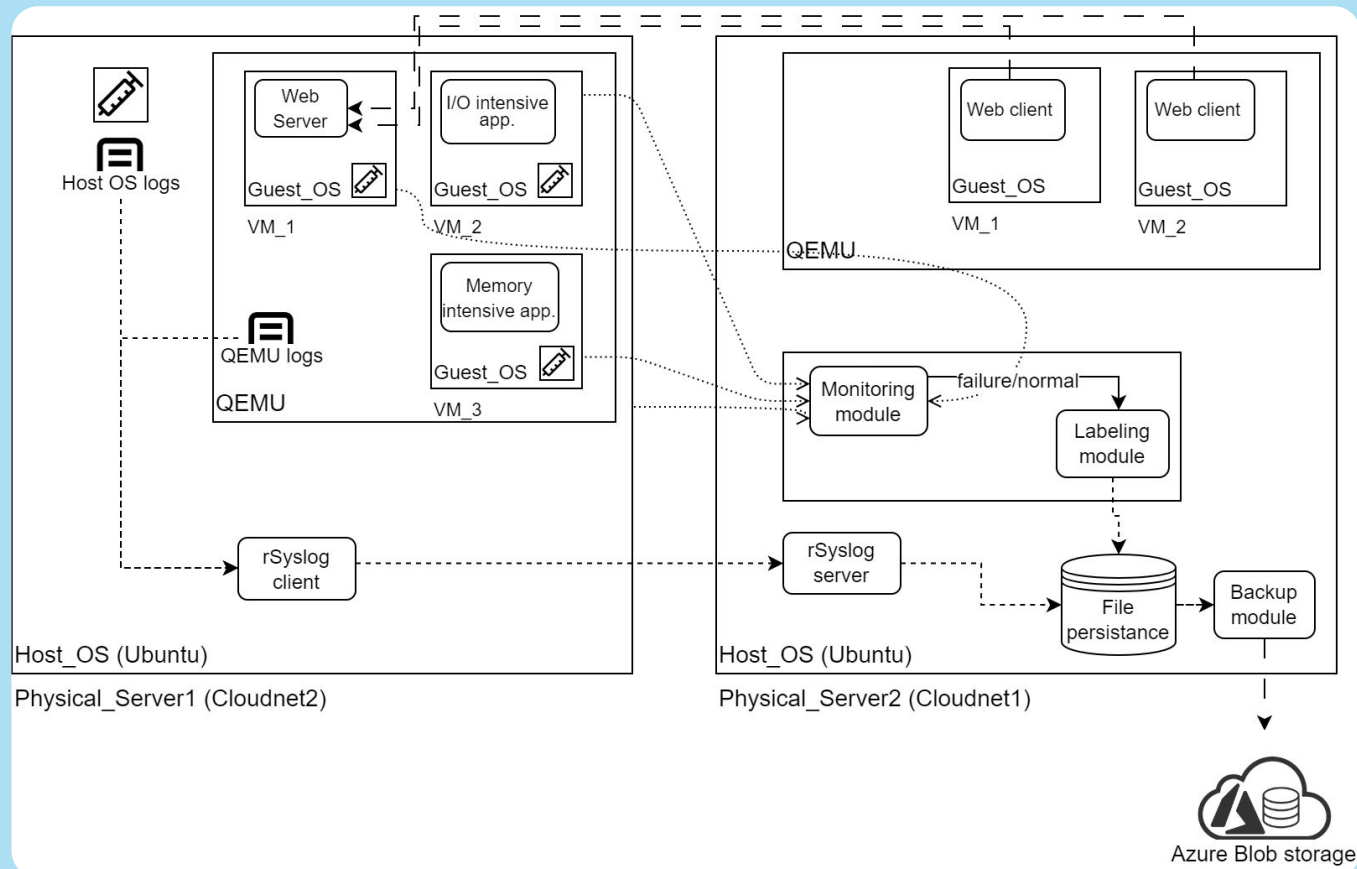 Web
Server
Guest_OS
VM_1
I/O intensive
app.
Guest_OS
VM_2
Memory
intensive app.
Guest_OS
VM_3
Host OS logs
QEMU logs
QEMU
rSyslog
client
Host_OS (Ubuntu)
Physical_Server1 (Cloudnet2)
Web client
Guest_OS
VM_1
Web client
Guest_OS
VM_2
QEMU
Monitoring
module
failure/normal
Labeling
module
rSyslog
server
File
persistance
Backup
module
Host_OS (Ubuntu)
Physical_Server2 (Cloudnet1)
Azure Blob storage